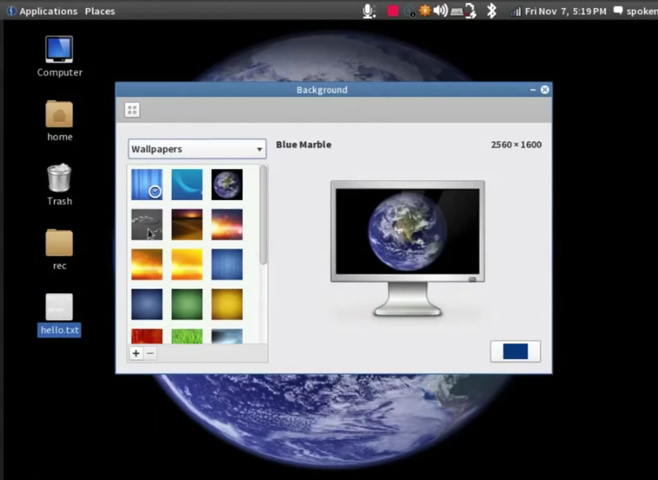 Applications Places
Fri Nov 7, 5:19 PM spoken
Computer
home
Trash
rec
hello.txt
Background
Wallpapers
Blue Marble
2560 × 1600